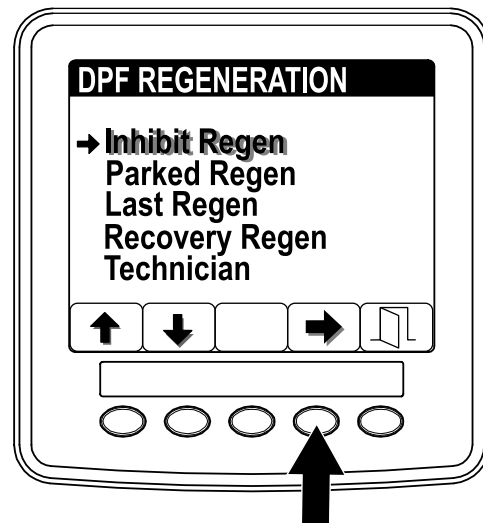 DPF REGENERATION
Inhibit Regen
Parked Regen
Last Regen
Recovery Regen
Technician